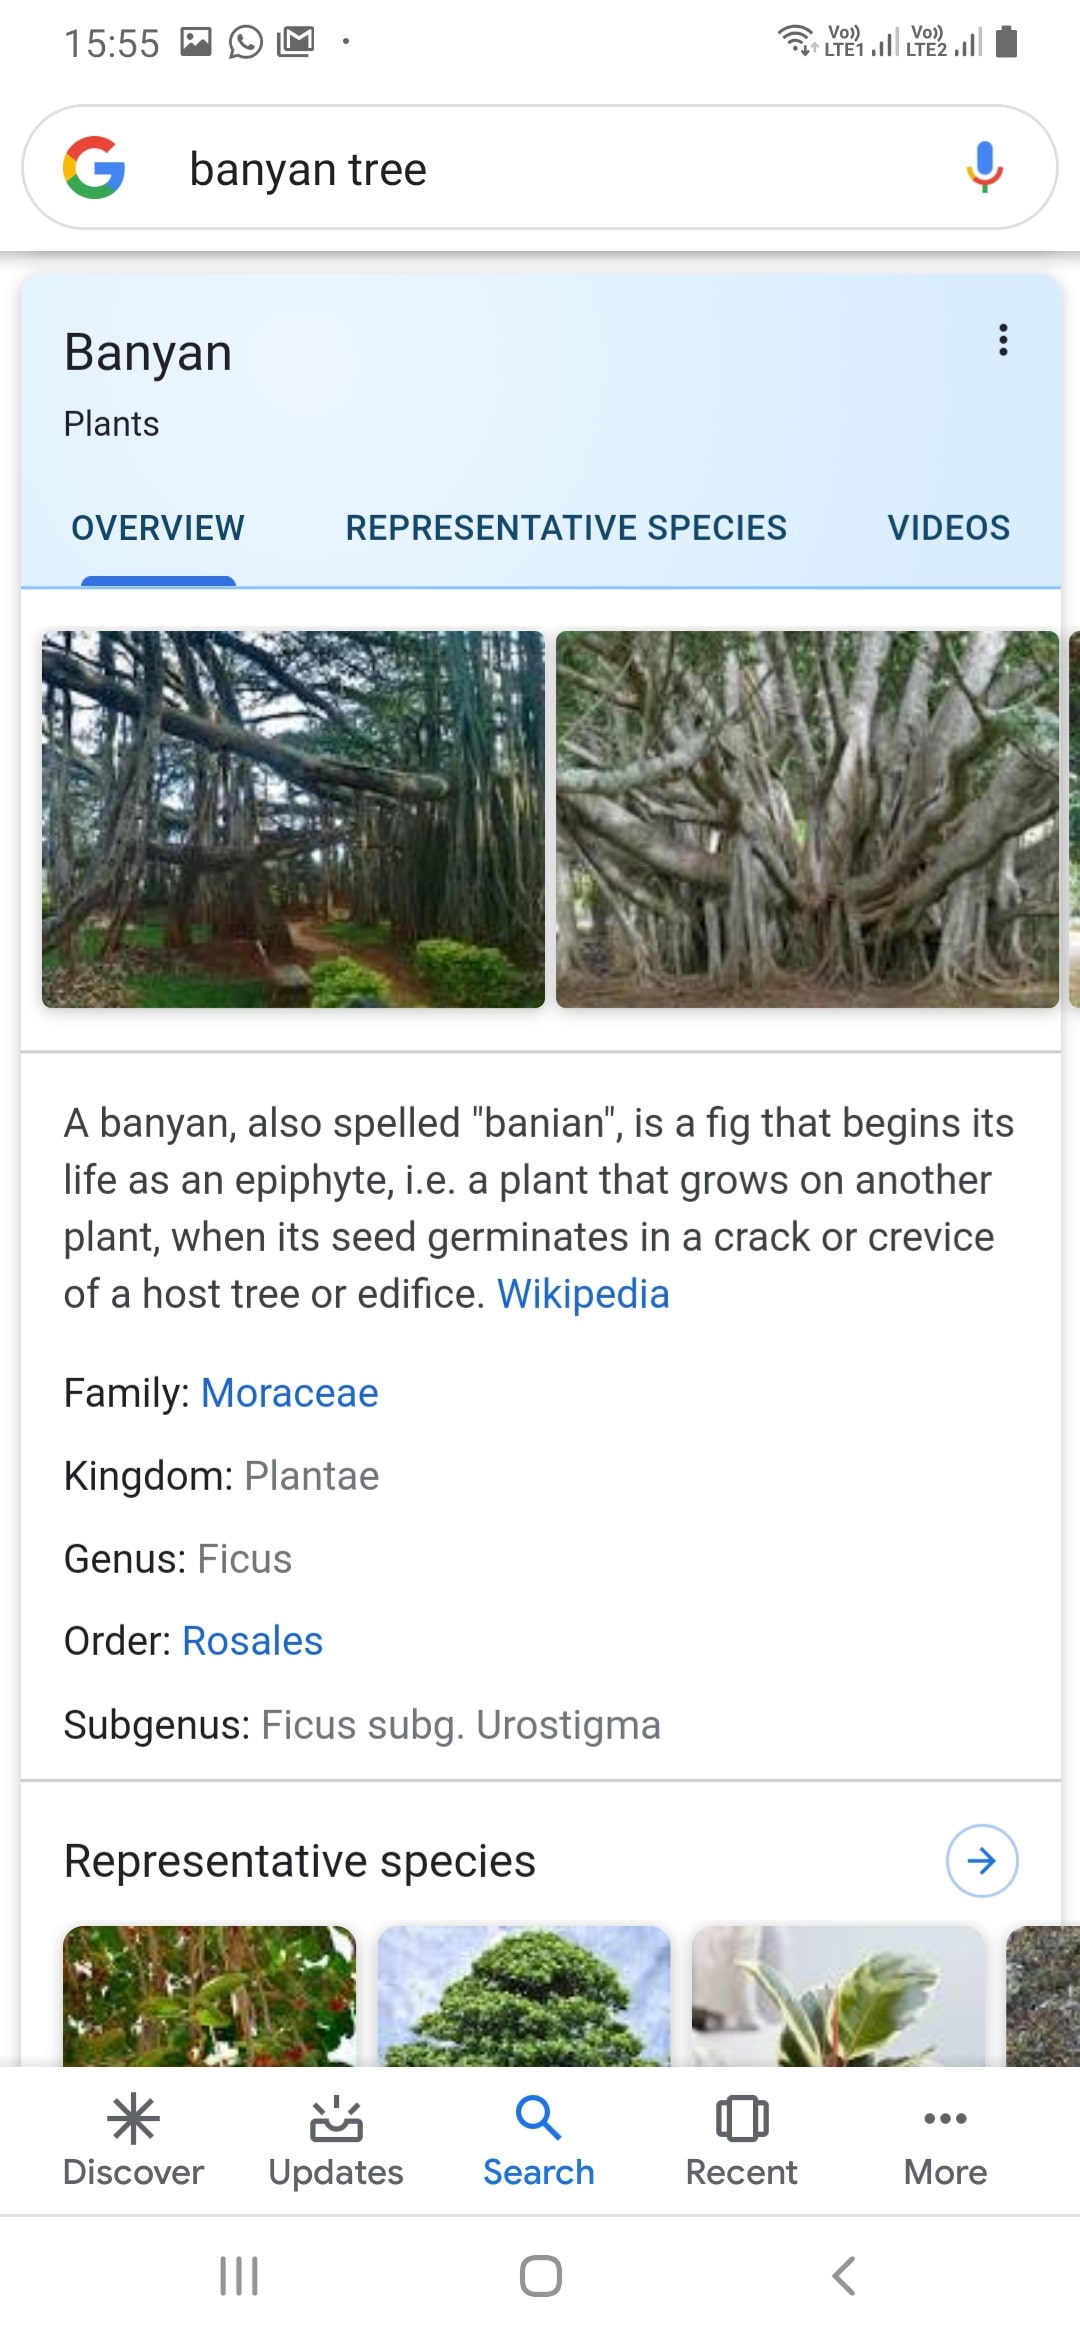 15:55
Vo)) LTE1 Vo)) LTE2
banyan tree
Banyan
Plants
OVERVIEW REPRESENTATIVE SPECIES VIDEOS
A banyan, also spelled "banian", is a fig that begins its
life as an epiphyte, i.e. a plant that grows on another
plant, when its seed germinates in a crack or crevice
of a host tree or edifice. Wikipedia
Family: Moraceae
Kingdom: Plantae
Genus: Ficus
Order: Rosales
Subgenus: Ficus subg. Urostigma
Representative species
Discover Updates Search Recent More